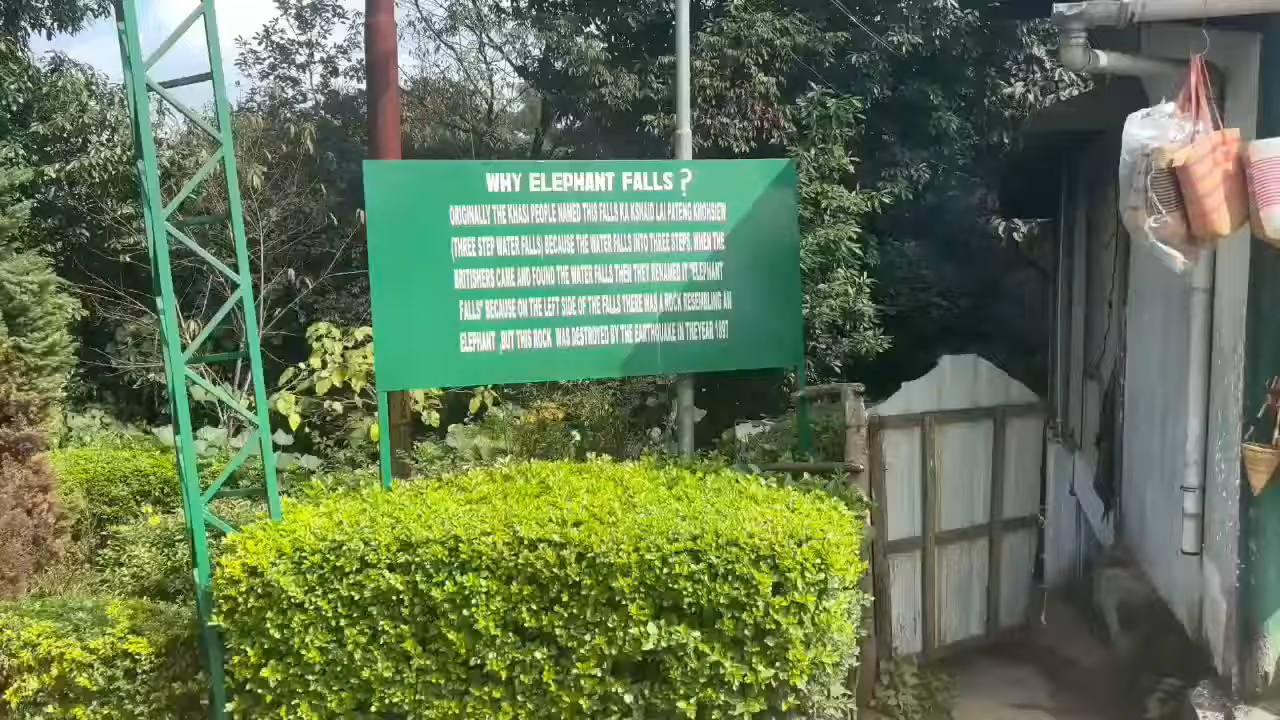 WHY ELEPHANT FALLS ?
ORIGINALLY THE KHASI PEOPLE NAMED THIS FALLS KA KSHAID LAI PATENG KHOHSIEW
(THREE STEP WATER FALLS) BECAUSE THE WATER FALLS INTO THREE STEPS. WHEN THE
BRITISHERS CAME AND FOUND THE WATER FALLS THEN THEY RENAMED IT "ELEPHANT
FALLS" BECAUSE ON THE LEFT SIDE OF THE FALLS THERE WAS A ROCK RESEMBLING AN
ELEPHANT ,BUT THIS ROCK WAS DESTROYED BY THE EARTHQUAKE IN THEYEAR 1897